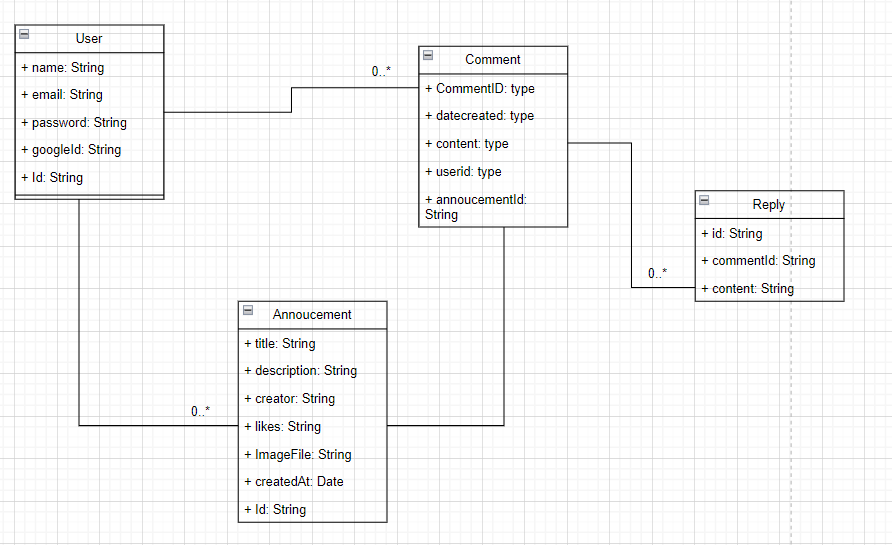 User
+ name: String
+ email: String
+ password: String
+ googleId: String
+ Id: String
0..*
Comment
+ CommentID: type
+ datecreated: type
+ content: type
+ userid: type
+ annoucementId:
String
0..*
Reply
+ id: String
+ commentId: String
+ content: String
0..*
Annoucement
+ title: String
+ description: String
+ creator: String
+ likes: String
+ ImageFile: String
+ createdAt: Date
+ Id: String